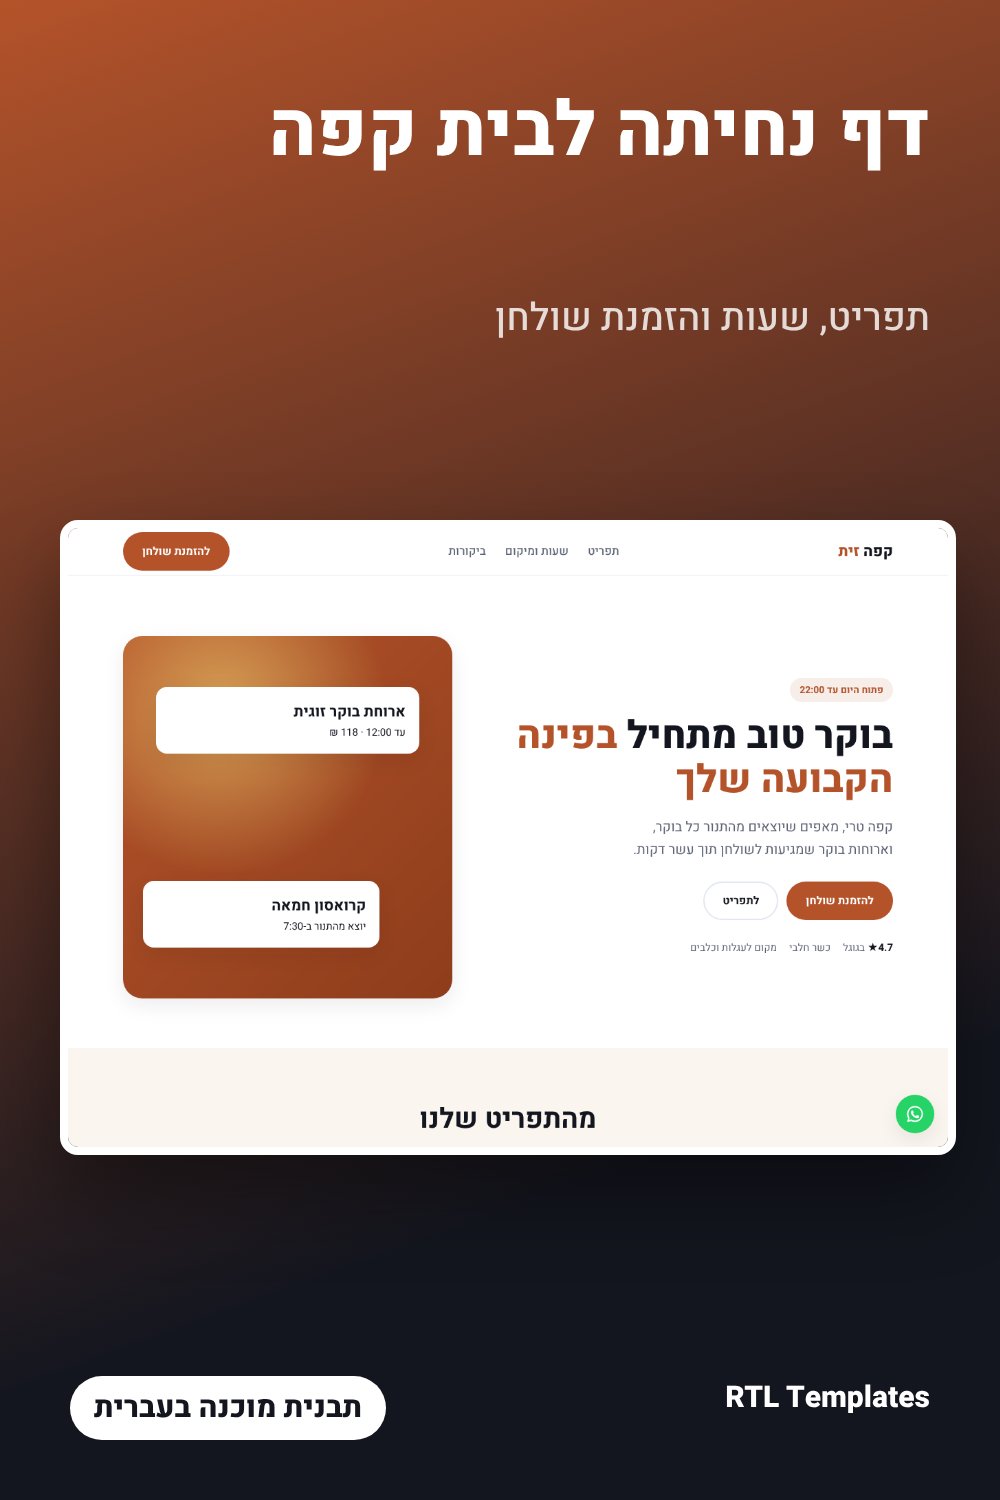 דף נחיתה לבית קפה
תפריט, שעות והזמנת שולחן
קפה זית
תפריט
שעות ומיקום
ביקורות
להזמנת שולחן
פתוח היום עד 22:00
בוקר טוב מתחיל בפינה
הקבועה שלך
קפה טרי, מאפים שיוצאים מהתנור כל בוקר,
וארוחות בוקר שמגיעות לשולחן תוך עשר דקות.
להזמנת שולחן
לתפריט
4.7★ בגוגל
כשר חלבי
מקום לעגלות וכלבים
ארוחת בוקר זוגית
עד 12:00 · 118 ₪
קרואסון חמאה
יוצא מהתנור ב-7:30
מהתפריט שלנו
RTL Templates
תבנית מוכנה בעברית